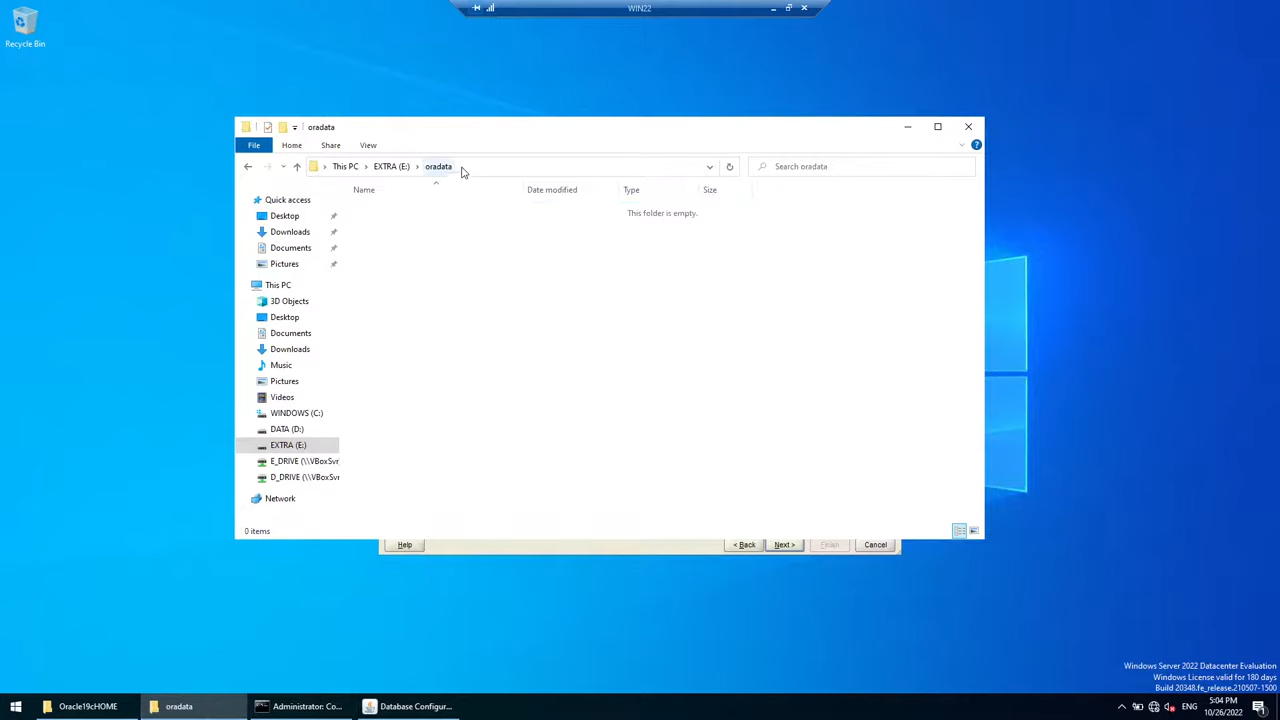 WIN22
Recycle Bin
oradata
File Home Share View
This PC EXTRA (E:) oradata
Search oradata
Name Date modified Type Size
This folder is empty.
Quick access
Desktop
Downloads
Documents
Pictures
This PC
3D Objects
Desktop
Documents
Downloads
Music
Pictures
Videos
WINDOWS (C:)
DATA (D:)
EXTRA (E:)
E_DRIVE (\\VBoxSvr
D_DRIVE (\\VBoxSvr
Network
0 items
Help < Back Next > Finish Cancel
Windows Server 2022 Datacenter Evaluation
Windows License valid for 180 days
Build 20348.fe_release.210507-1500
Oracle19cHOME
oradata
Administrator: Co...
Database Configur...
ENG
5:04 PM
10/26/2022
1